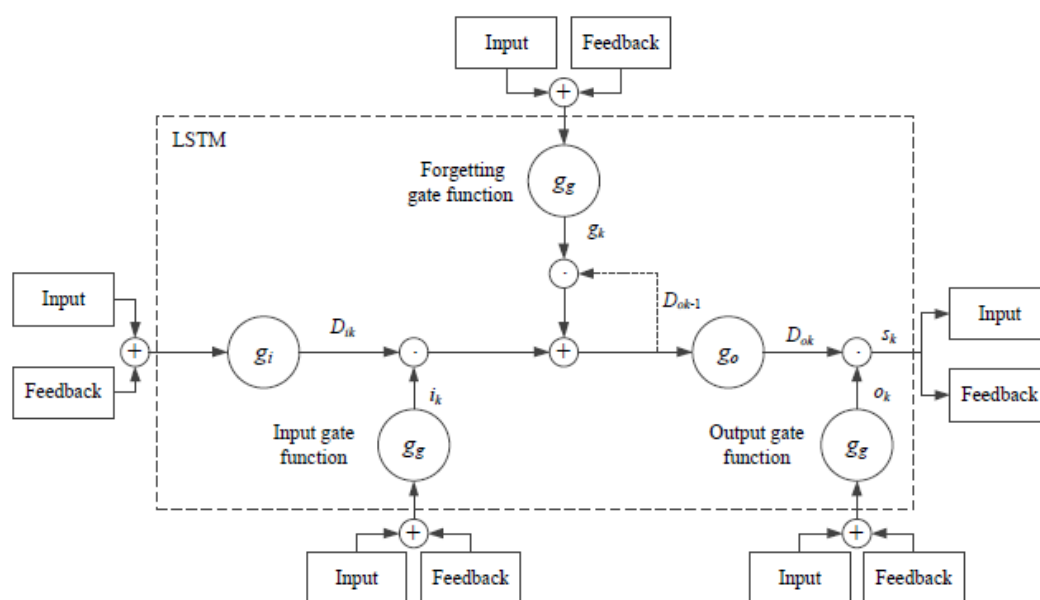 Input
Feedback
+
LSTM
Forgetting
gate function
g_g
g_k
·
Input
Feedback
+
g_i
D_ik
·
+
D_ok-1
g_o
D_ok
·
s_k
Input
Feedback
i_k
Input gate
function
g_g
o_k
Output gate
function
g_g
+
Input
Feedback
+
Input
Feedback